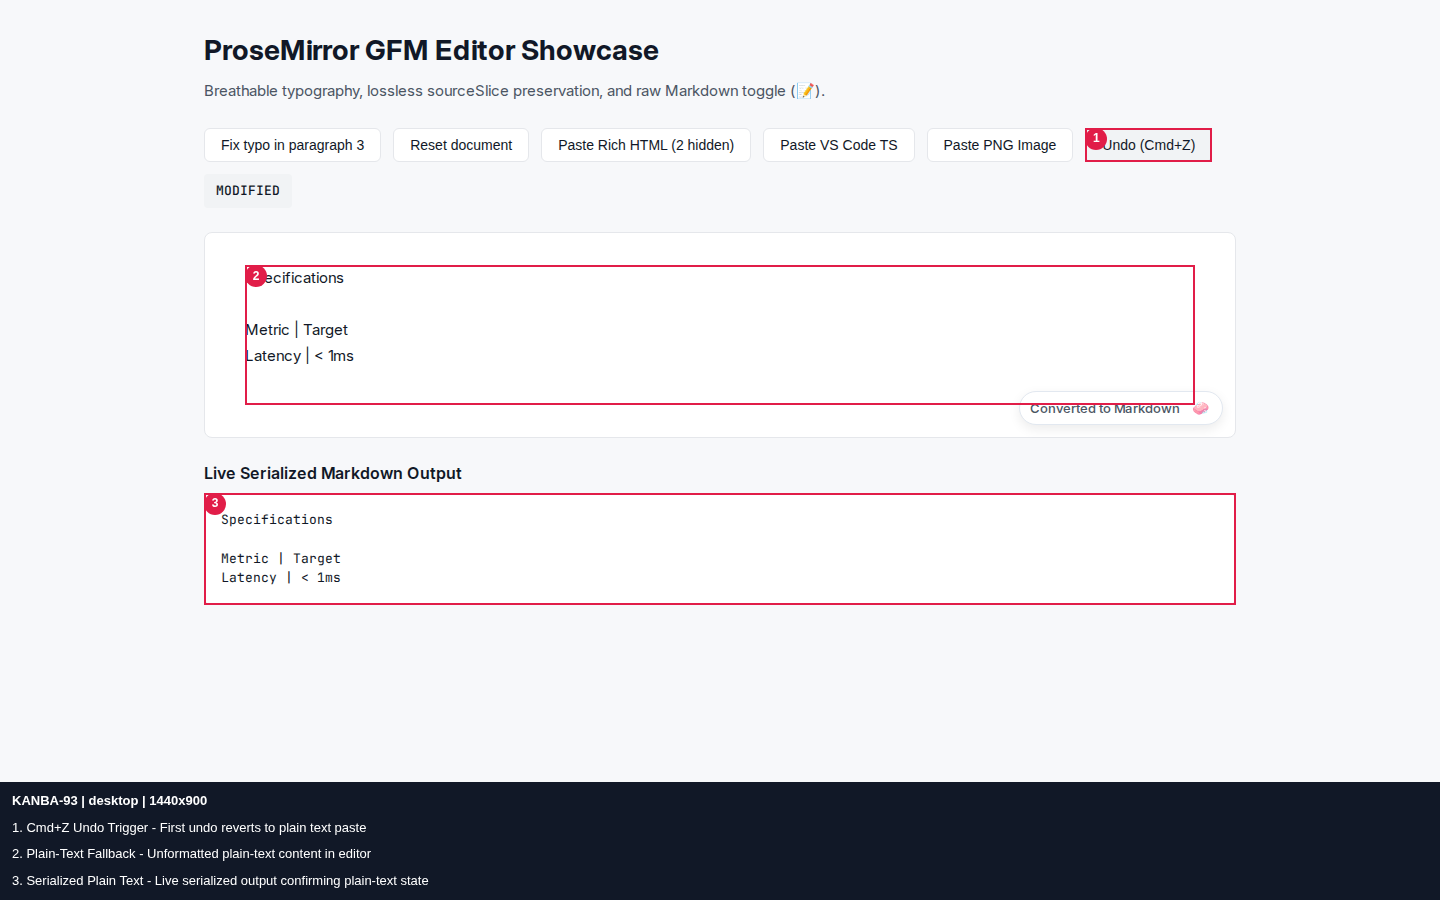 ProseMirror GFM Editor Showcase
Breathable typography, lossless sourceSlice preservation, and raw Markdown toggle (📝).
Fix typo in paragraph 3
Reset document
Paste Rich HTML (2 hidden)
Paste VS Code TS
Paste PNG Image
1
Undo (Cmd+Z)
MODIFIED
2
ecifications
Metric | Target
Latency | < 1ms
Converted to Markdown
Live Serialized Markdown Output
3
Specifications
Metric | Target
Latency | < 1ms
KANBA-93 | desktop | 1440x900
1. Cmd+Z Undo Trigger - First undo reverts to plain text paste
2. Plain-Text Fallback - Unformatted plain-text content in editor
3. Serialized Plain Text - Live serialized output confirming plain-text state